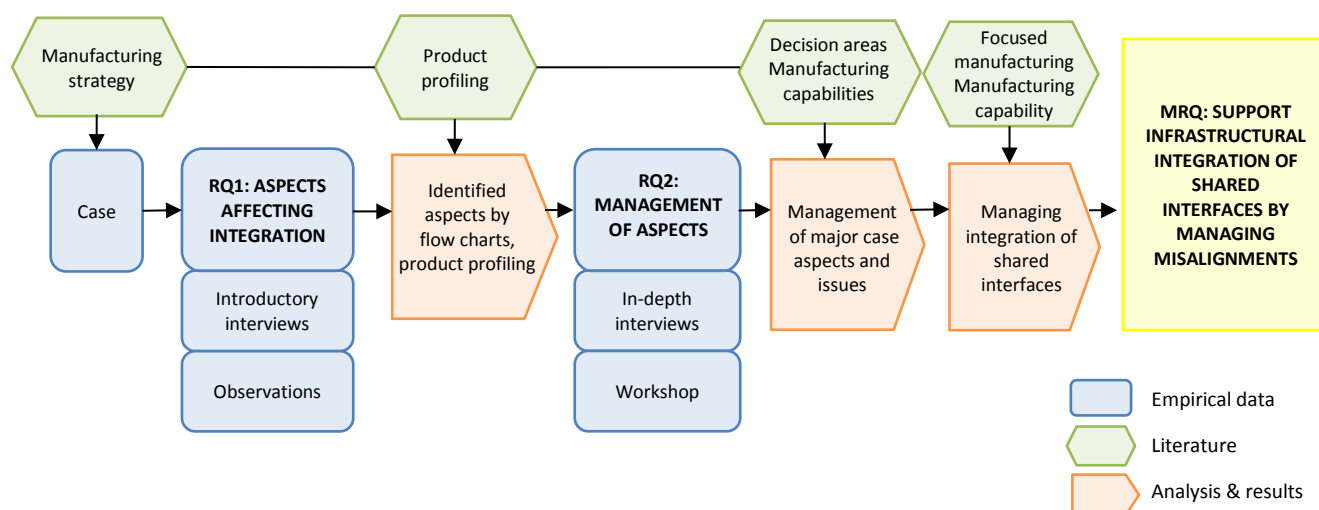 Manufacturing
strategy
Product
profiling
Decision areas
Manufacturing
capabilities
Focused
manufacturing
Manufacturing
capability
MRQ: SUPPORT
INFRASTRUCTURAL
INTEGRATION OF
SHARED
INTERFACES BY
MANAGING
MISALIGNMENTS
Case
RQ1: ASPECTS
AFFECTING
INTEGRATION
Introductory
interviews
Observations
Identified
aspects by
flow charts,
product profiling
RQ2:
MANAGEMENT
OF ASPECTS
In-depth
interviews
Workshop
Management
of major case
aspects and
issues
Managing
integration of
shared
interfaces
Empirical data
Literature
Analysis & results